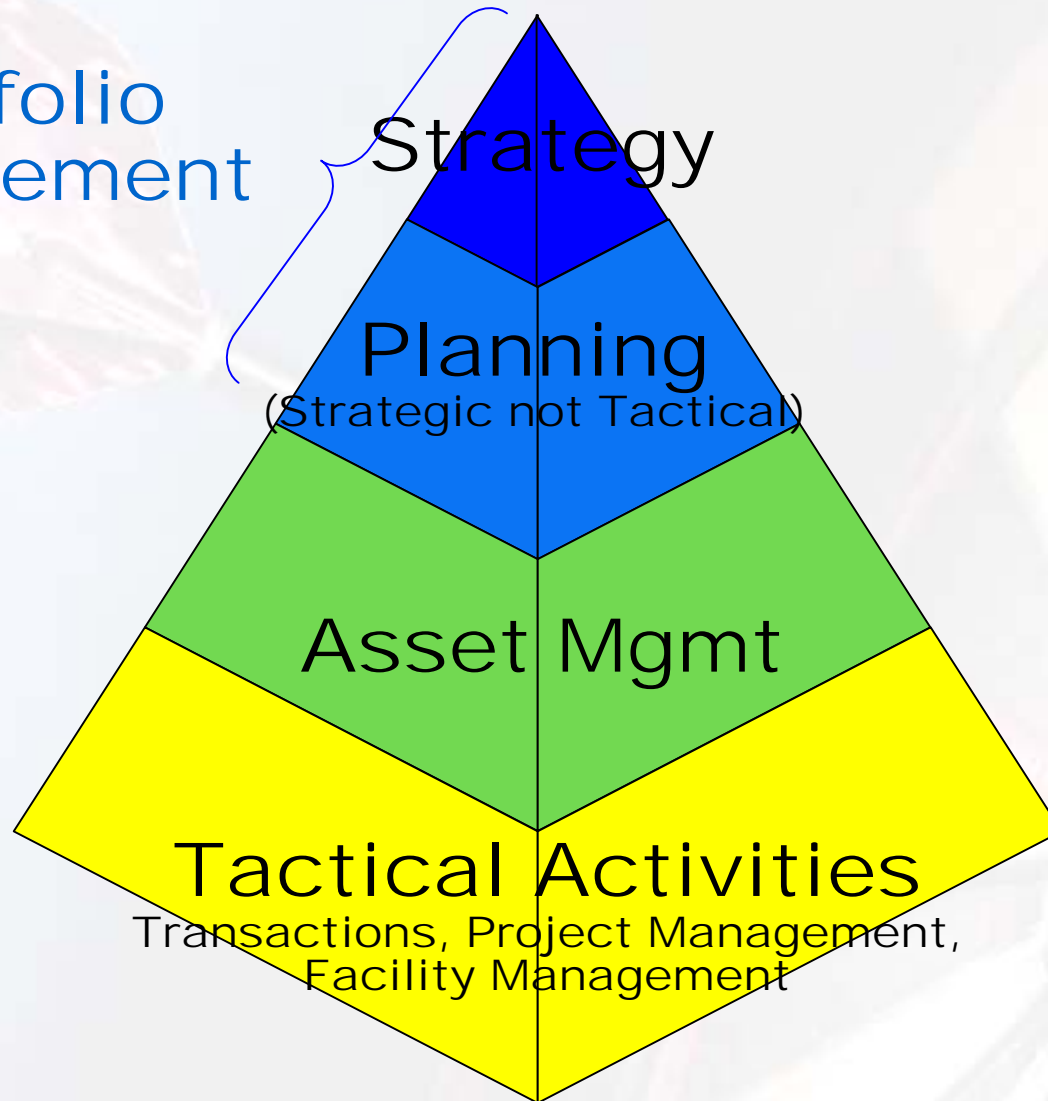 folio
ement
Strategy
Planning
(Strategic not Tactical)
Asset Mgmt
Tactical Activities
Transactions, Project Management,
Facility Management